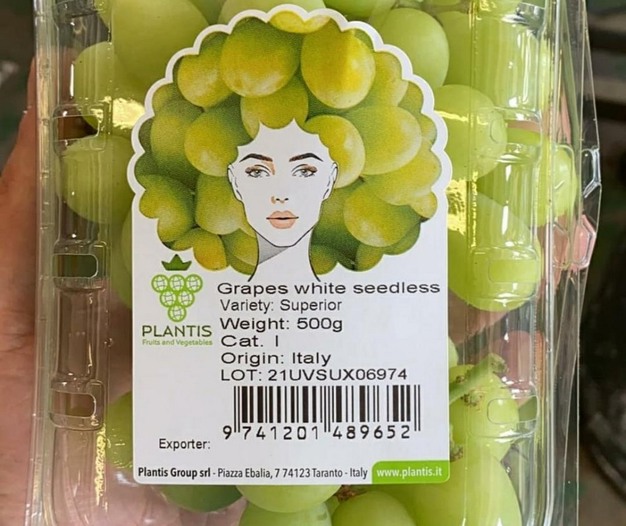 Grapes white seedless
Variety: Superior
PLANTIS
Fruits and Vegetables
Weight: 500g
Cat. I
Origin: Italy
LOT: 21UVSUX06974
9 741201 489652
Exporter:
Plantis Group srl - Piazza Ebalia, 7 74123 Taranto - Italy
www.plantis.it